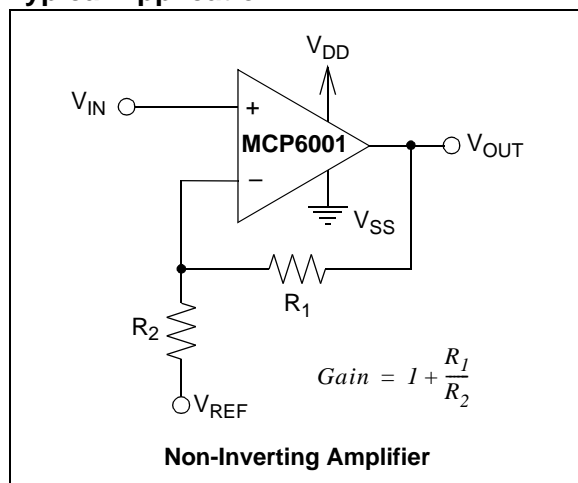 V_DD
V_IN
+
MCP6001
−
V_OUT
V_SS
R_1
R_2
Gain = 1 + R_1/R_2
V_REF
Non-Inverting Amplifier